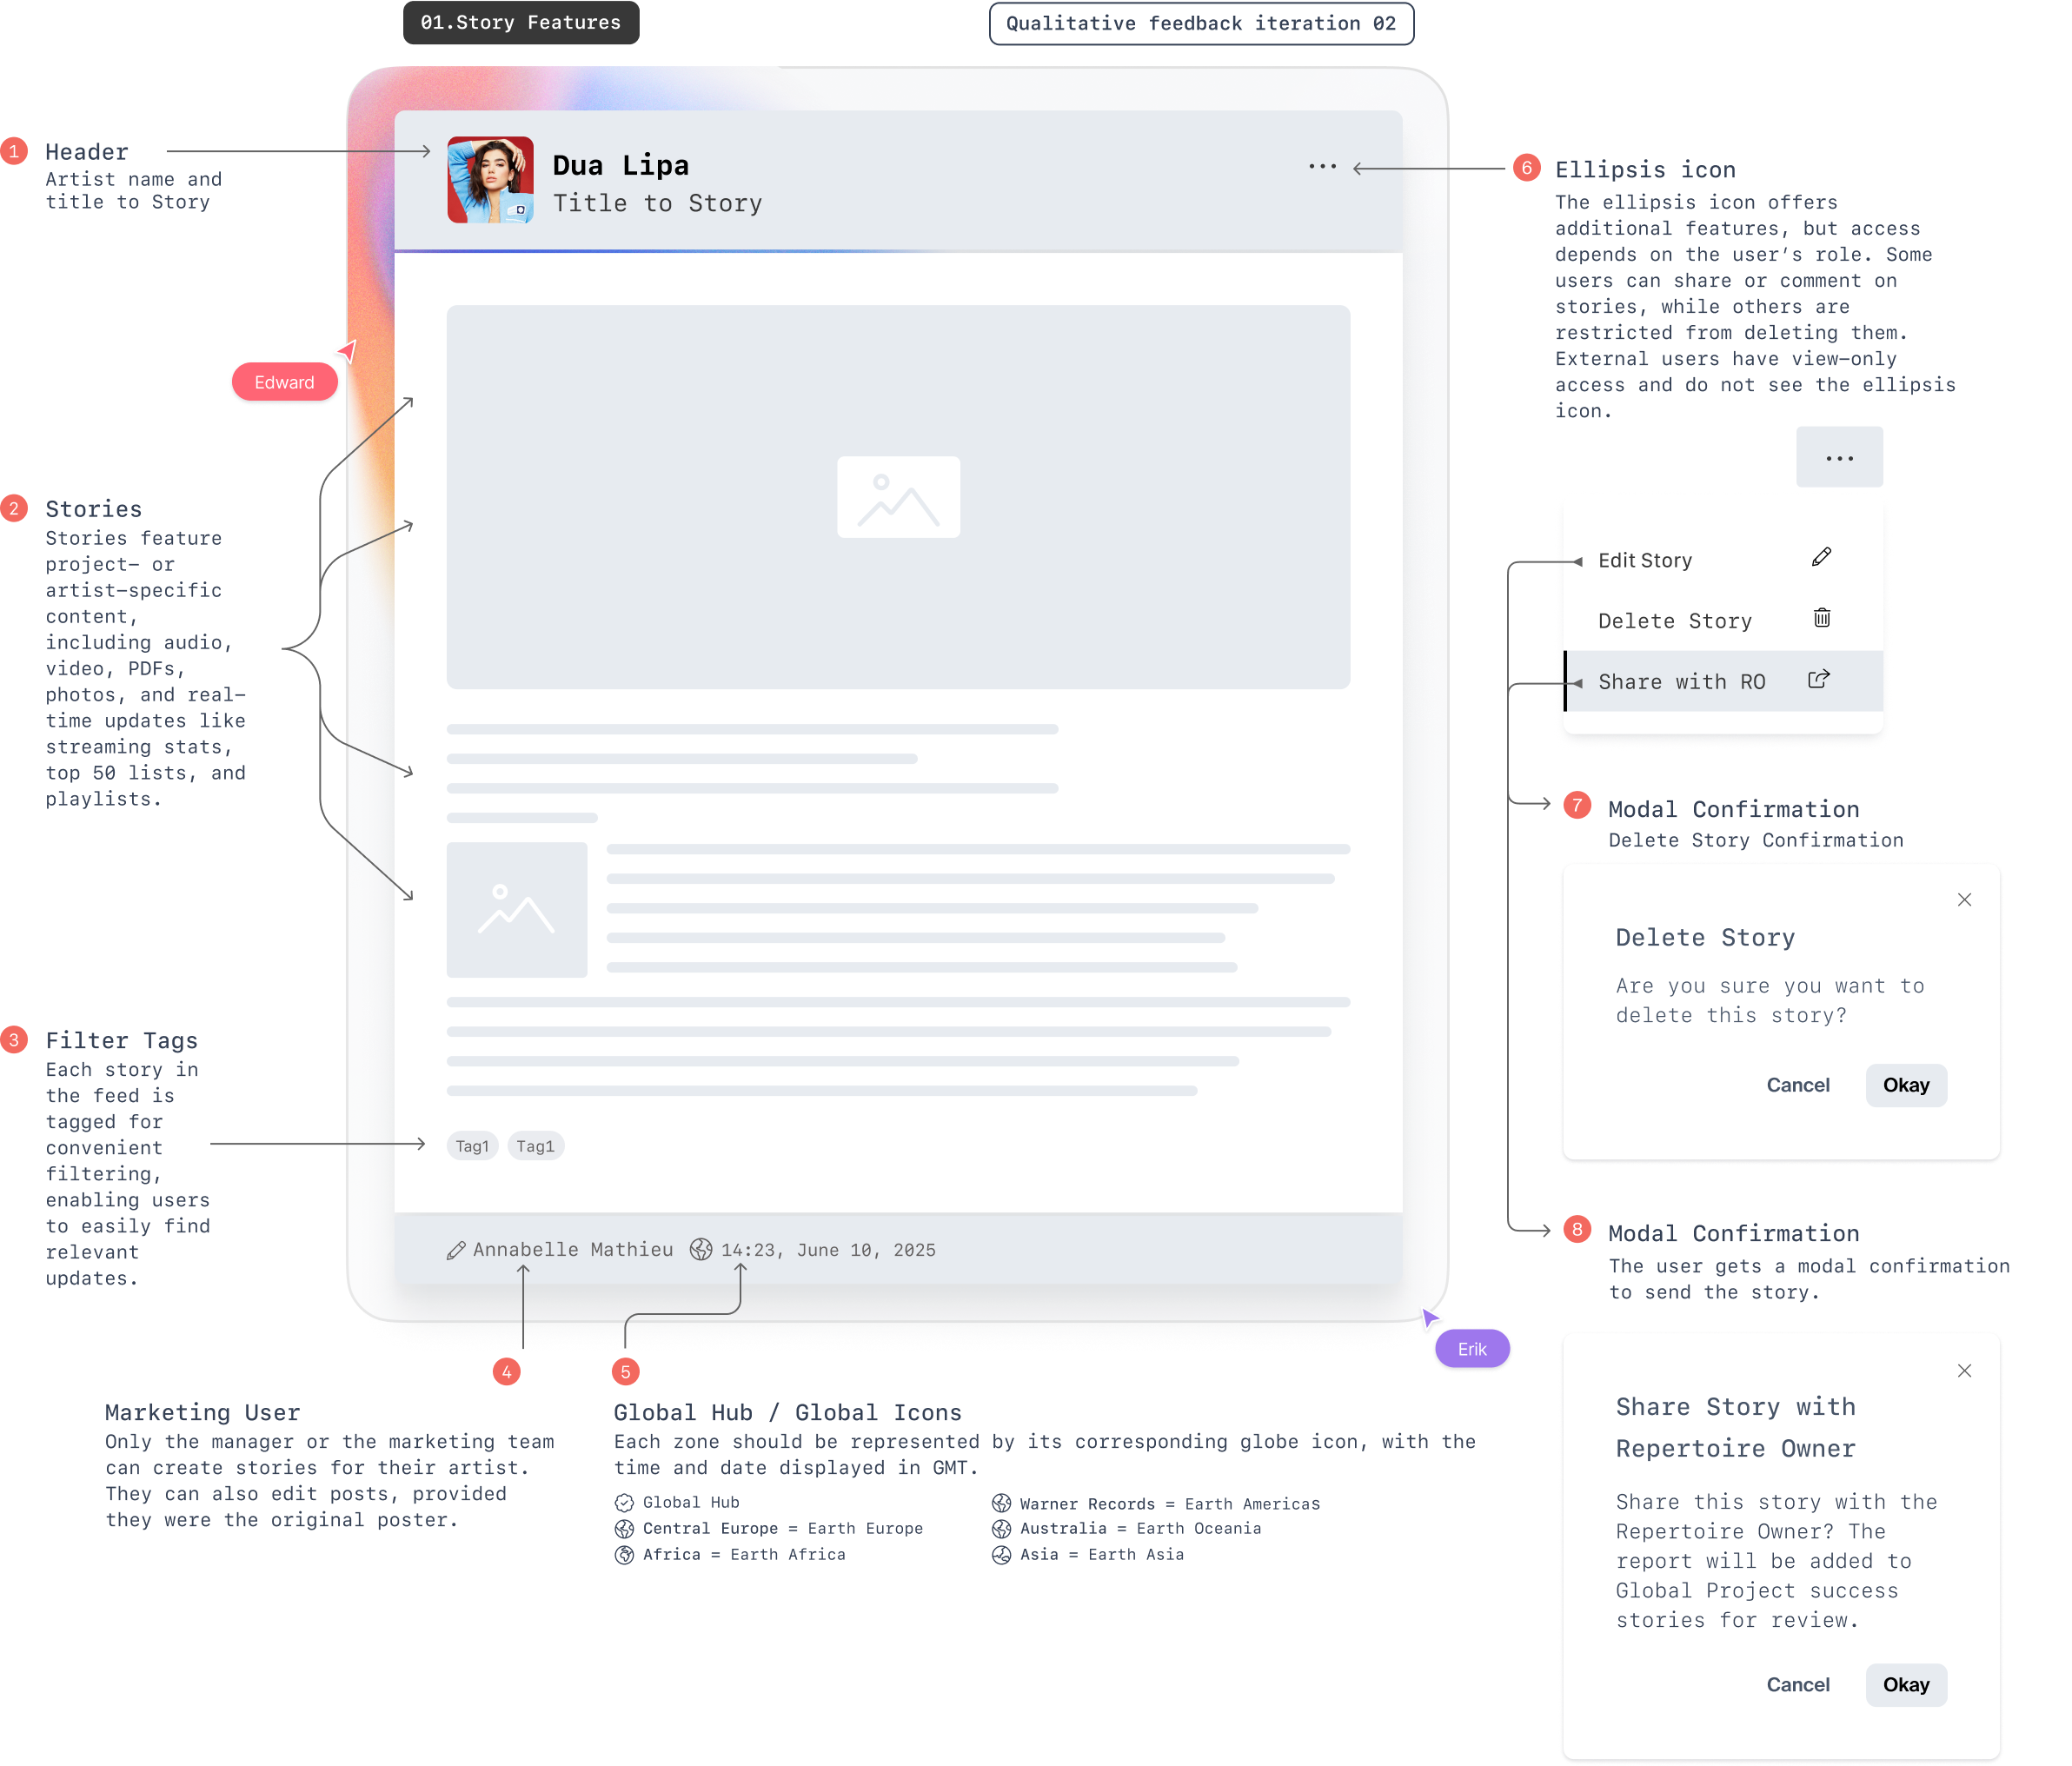 01.Story Features
Qualitative feedback iteration 02
1
Header
Artist name and
title to Story
Dua Lipa
Title to Story
6
Ellipsis icon
The ellipsis icon offers
additional features, but access
depends on the user’s role. Some
users can share or comment on
stories, while others are
restricted from deleting them.
External users have view-only
access and do not see the ellipsis
icon.
Edward
2
Stories
Stories feature
project- or
artist-specific
content,
including audio,
video, PDFs,
photos, and real-
time updates like
streaming stats,
top 50 lists, and
playlists.
Edit Story
Delete Story
Share with RO
7
Modal Confirmation
Delete Story Confirmation
Delete Story
Are you sure you want to
delete this story?
Cancel
Okay
3
Filter Tags
Each story in
the feed is
tagged for
convenient
filtering,
enabling users
to easily find
relevant
updates.
Tag1
Tag1
Annabelle Mathieu
14:23, June 10, 2025
Erik
4
Marketing User
Only the manager or the marketing team
can create stories for their artist.
They can also edit posts, provided
they were the original poster.
5
Global Hub / Global Icons
Each zone should be represented by its corresponding globe icon, with the
time and date displayed in GMT.
Global Hub
Central Europe = Earth Europe
Africa = Earth Africa
Warner Records = Earth Americas
Australia = Earth Oceania
Asia = Earth Asia
8
Modal Confirmation
The user gets a modal confirmation
to send the story.
Share Story with
Repertoire Owner
Share this story with the
Repertoire Owner? The
report will be added to
Global Project success
stories for review.
Cancel
Okay